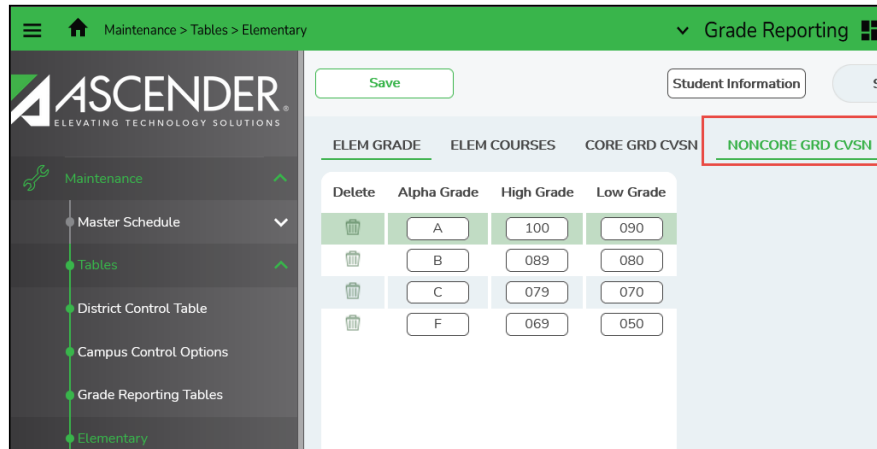 Maintenance > Tables > Elementary
Grade Reporting
ASCENDER®
ELEVATING TECHNOLOGY SOLUTIONS
Save
Student Information
S
ELEM GRADE ELEM COURSES CORE GRD CVSN NONCORE GRD CVSN
Maintenance
Master Schedule
Tables
District Control Table
Campus Control Options
Grade Reporting Tables
Elementary
Delete Alpha Grade High Grade Low Grade
A 100 090
B 089 080
C 079 070
F 069 050